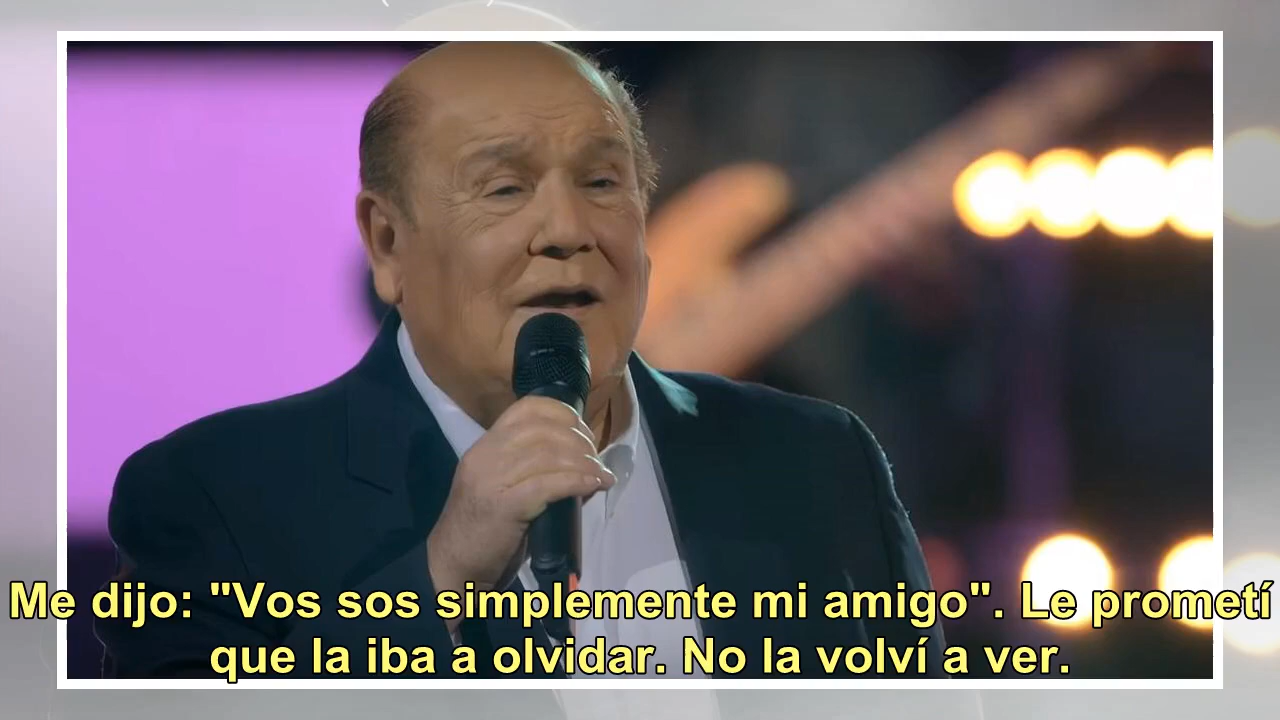 Me dijo: "Vos sos simplemente mi amigo". Le prometí
que la iba a olvidar. No la volví a ver.